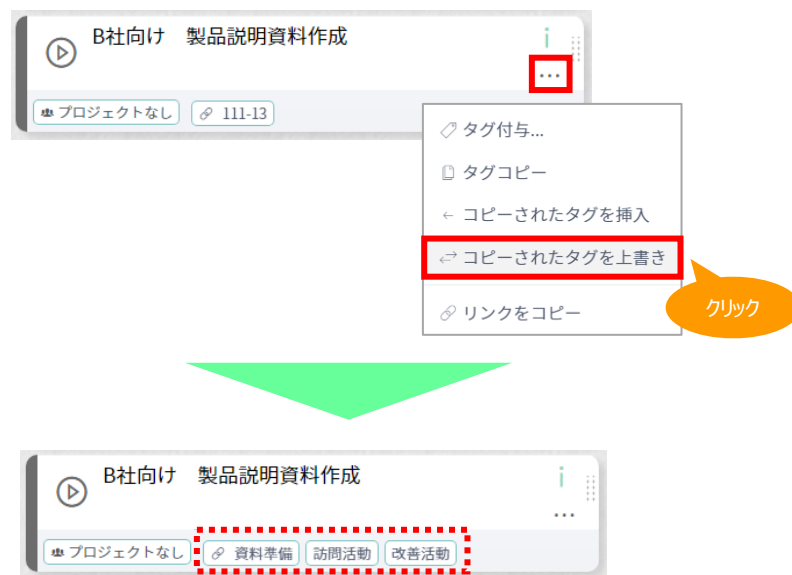 B社向け　製品説明資料作成
...
プロジェクトなし 111-13
タグ付与...
タグコピー
コピーされたタグを挿入
コピーされたタグを上書き
リンクをコピー
クリック
B社向け　製品説明資料作成
...
プロジェクトなし 資料準備 訪問活動 改善活動